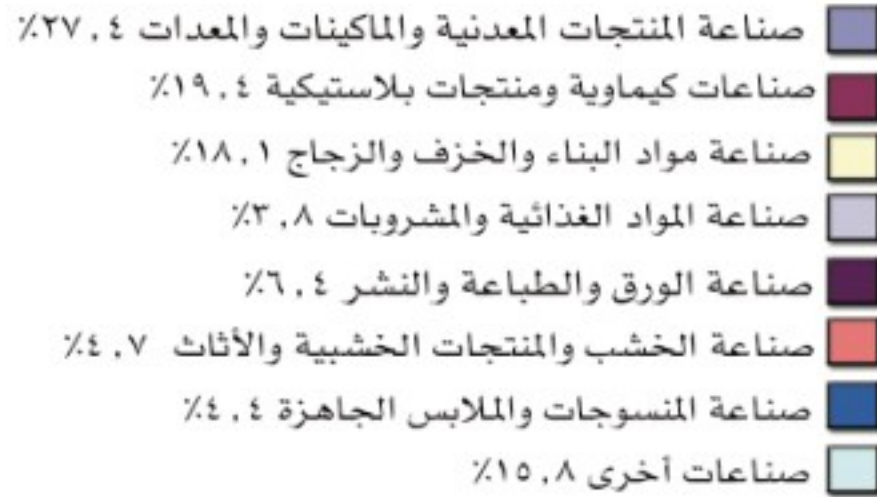 صناعة المنتجات المعدنية والماكينات والمعدات ٢٧,٤٪
صناعات كيماوية ومنتجات بلاستيكية ١٩,٤٪
صناعة مواد البناء والخزف والزجاج ١٨,١٪
صناعة المواد الغذائية والمشروبات ٣,٨٪
صناعة الورق والطباعة والنشر ٦,٤٪
صناعة الخشب والمنتجات الخشبية والأثاث ٤,٧٪
صناعة المنسوجات والملابس الجاهزة ٤,٤٪
صناعات أخرى ١٥,٨٪